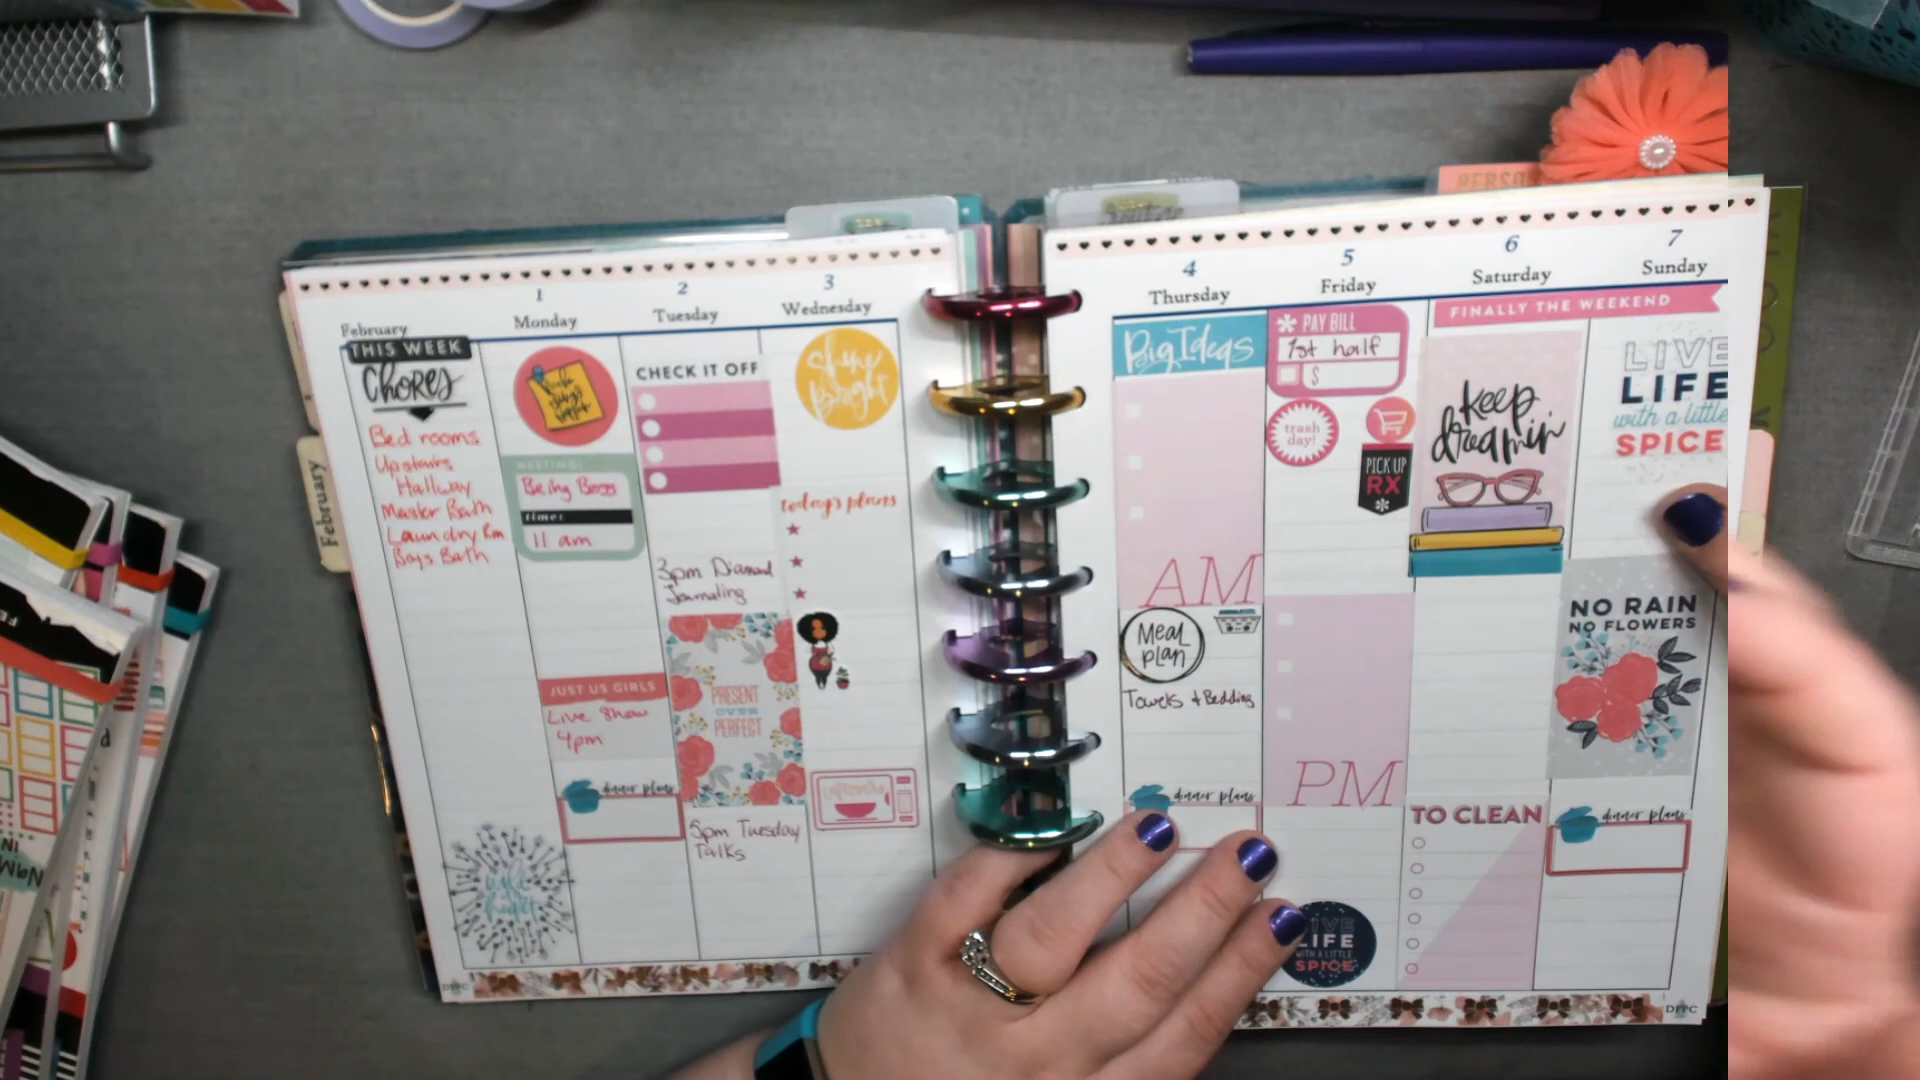 February
THIS WEEK
Chores
Bed rooms
Upstairs
Hallway
Master Bath
Laundry Rm
Boys Bath
February
1
Monday
MEETING:
Being Boss
time:
11 am
JUST US GIRLS
Live Show
4pm
dinner plans
2
Tuesday
CHECK IT OFF
3pm Diamond
Journaling
PRESENT
OVER
PERFECT
5pm Tuesday
Talks
3
Wednesday
Shine
Bright
today's plans
leftovers
DFPC
4
Thursday
Big Ideas
AM
MEAL
plan
Towels + Bedding
dinner plans
5
Friday
PAY BILL
1st half
$
trash
day!
PICK UP
RX
PM
LIVE
LIFE
WITH A LITTLE
SPICE
6
Saturday
FINALLY THE WEEKEND
keep
dreamin'
TO CLEAN
7
Sunday
LIVE
LIFE
with a little
SPICE
NO RAIN
NO FLOWERS
dinner plans
DFPC